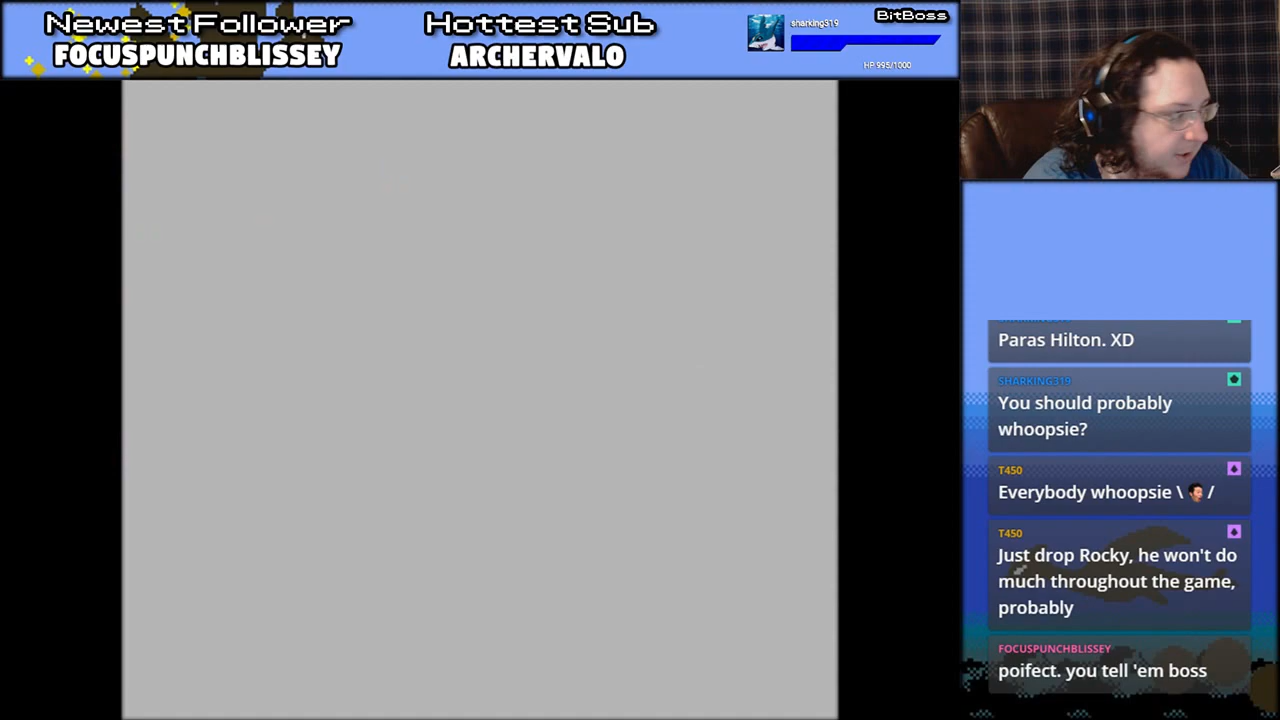 Newest Follower
FOCUSPUNCHBLISSEY
Hottest Sub
ARCHERVALO
BitBoss
sharking319
HP 995/1000
Paras Hilton. XD
SHARKING319
You should probably
whoopsie?
T450
Everybody whoopsie \ /
T450
Just drop Rocky, he won't do
much throughout the game,
probably
FOCUSPUNCHBLISSEY
poifect. you tell 'em boss